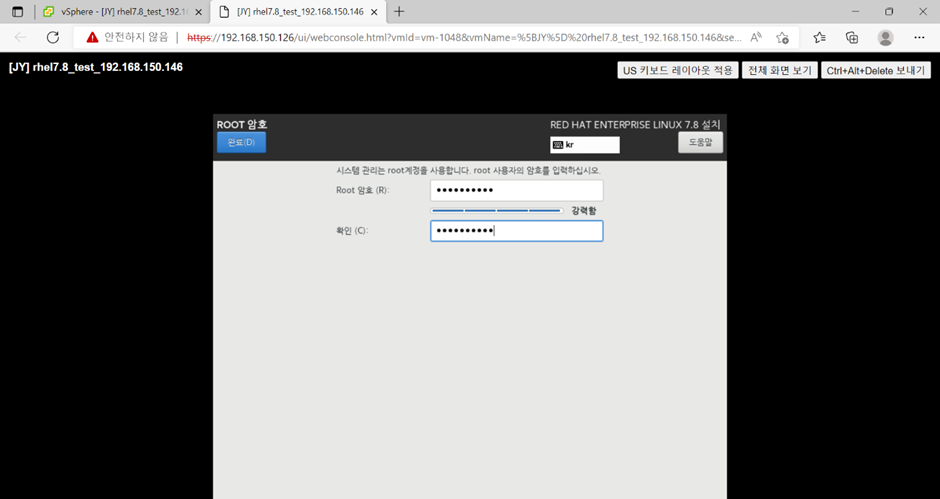 vSphere - [JY] rhel7.8_test_192.16
[JY] rhel7.8_test_192.168.150.146
안전하지 않음
https://192.168.150.126/ui/webconsole.html?vmId=vm-1048&vmName=%5BJY%5D%20rhel7.8_test_192.168.150.146&se...
[JY] rhel7.8_test_192.168.150.146
US 키보드 레이아웃 적용
전체 화면 보기
Ctrl+Alt+Delete 보내기
ROOT 암호
RED HAT ENTERPRISE LINUX 7.8 설치
완료(D)
kr
도움말
시스템 관리는 root계정을 사용합니다. root 사용자의 암호를 입력하십시오.
Root 암호 (R): ••••••••••
강력함
확인 (C): ••••••••••